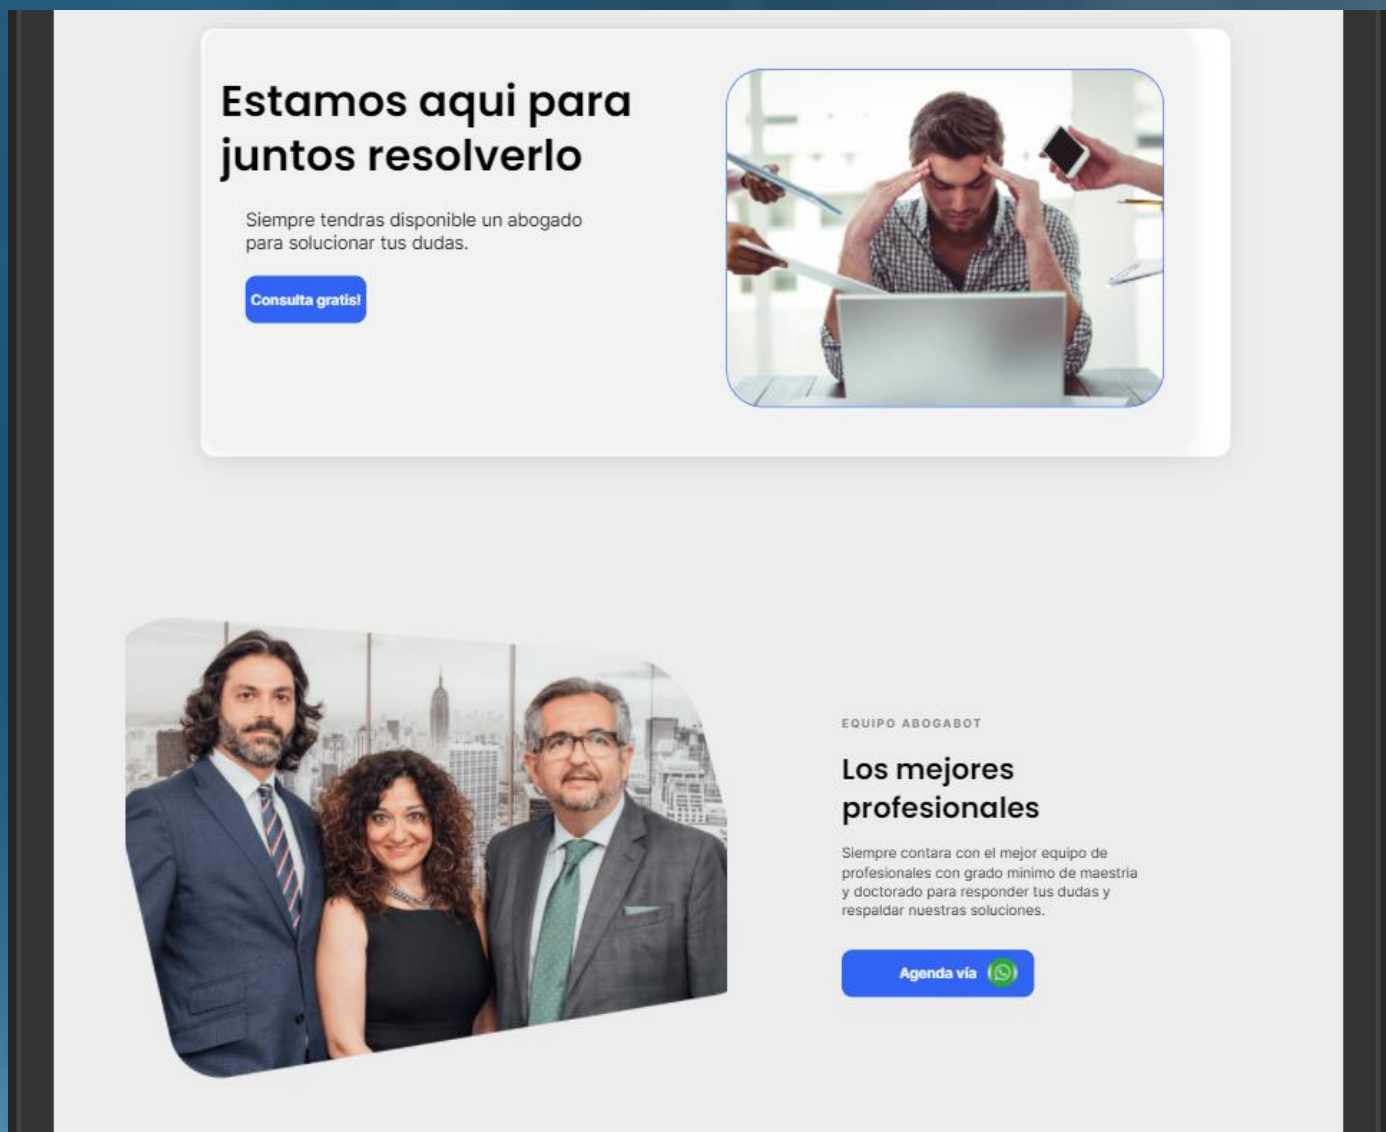 Estamos aqui para
juntos resolverlo
Siempre tendras disponible un abogado
para solucionar tus dudas.
Consulta gratis!
EQUIPO ABOGABOT
Los mejores
profesionales
Siempre contara con el mejor equipo de
profesionales con grado minimo de maestria
y doctorado para responder tus dudas y
respaldar nuestras soluciones.
Agenda vía